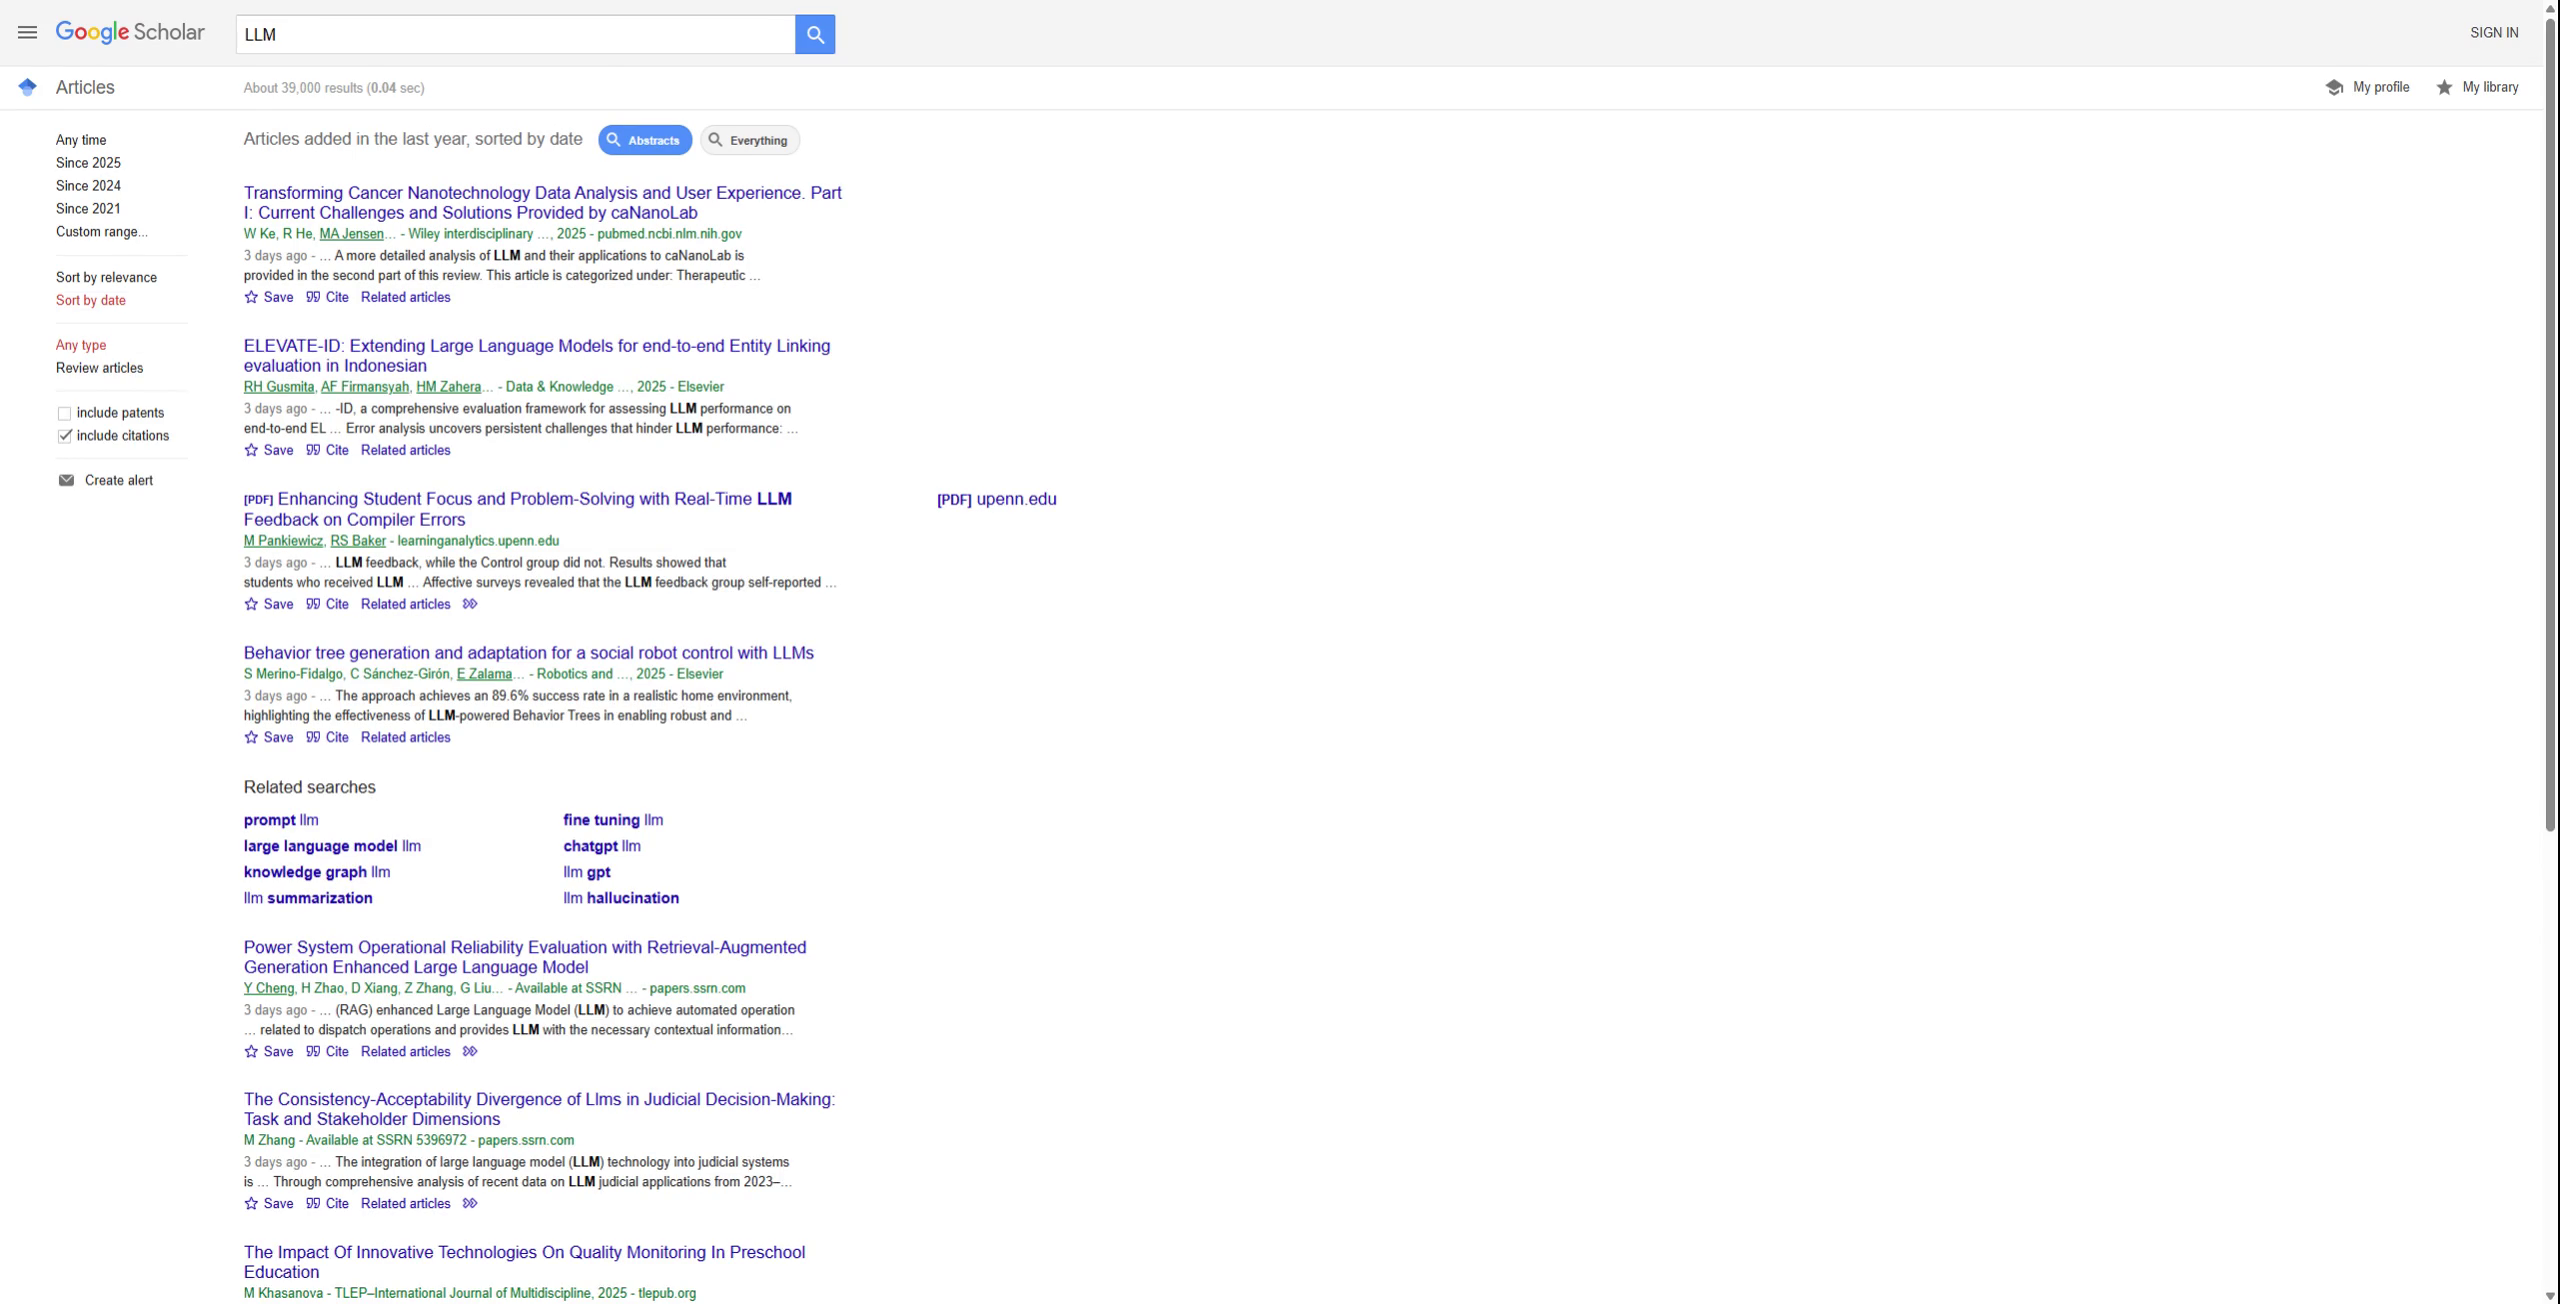 Google Scholar
LLM
SIGN IN
Articles
About 39,000 results (0.04 sec)
My profile
My library
Any time
Since 2025
Since 2024
Since 2021
Custom range...
Sort by relevance
Sort by date
Any type
Review articles
include patents
include citations
Create alert
Articles added in the last year, sorted by date
Abstracts
Everything
Transforming Cancer Nanotechnology Data Analysis and User Experience. Part
I: Current Challenges and Solutions Provided by caNanoLab
W Ke, R He, MA Jensen… - Wiley interdisciplinary …, 2025 - pubmed.ncbi.nlm.nih.gov
3 days ago - … A more detailed analysis of LLM and their applications to caNanoLab is
provided in the second part of this review. This article is categorized under: Therapeutic …
Save Cite Related articles
ELEVATE-ID: Extending Large Language Models for end-to-end Entity Linking
evaluation in Indonesian
RH Gusmita, AF Firmansyah, HM Zahera… - Data & Knowledge …, 2025 - Elsevier
3 days ago - … -ID, a comprehensive evaluation framework for assessing LLM performance on
end-to-end EL … Error analysis uncovers persistent challenges that hinder LLM performance: …
Save Cite Related articles
[PDF] Enhancing Student Focus and Problem-Solving with Real-Time LLM
Feedback on Compiler Errors
[PDF] upenn.edu
M Pankiewicz, RS Baker - learninganalytics.upenn.edu
3 days ago - … LLM feedback, while the Control group did not. Results showed that
students who received LLM … Affective surveys revealed that the LLM feedback group self-reported …
Save Cite Related articles
Behavior tree generation and adaptation for a social robot control with LLMs
S Merino-Fidalgo, C Sánchez-Girón, E Zalama… - Robotics and …, 2025 - Elsevier
3 days ago - … The approach achieves an 89.6% success rate in a realistic home environment,
highlighting the effectiveness of LLM-powered Behavior Trees in enabling robust and …
Save Cite Related articles
Related searches
prompt llm
fine tuning llm
large language model llm
chatgpt llm
knowledge graph llm
llm gpt
llm summarization
llm hallucination
Power System Operational Reliability Evaluation with Retrieval-Augmented
Generation Enhanced Large Language Model
Y Cheng, H Zhao, D Xiang, Z Zhang, G Liu… - Available at SSRN … - papers.ssrn.com
3 days ago - … (RAG) enhanced Large Language Model (LLM) to achieve automated operation
… related to dispatch operations and provides LLM with the necessary contextual information…
Save Cite Related articles
The Consistency-Acceptability Divergence of Llms in Judicial Decision-Making:
Task and Stakeholder Dimensions
M Zhang - Available at SSRN 5396972 - papers.ssrn.com
3 days ago - … The integration of large language model (LLM) technology into judicial systems
is … Through comprehensive analysis of recent data on LLM judicial applications from 2023–…
Save Cite Related articles
The Impact Of Innovative Technologies On Quality Monitoring In Preschool
Education
M Khasanova - TLEP–International Journal of Multidiscipline, 2025 - tlepub.org